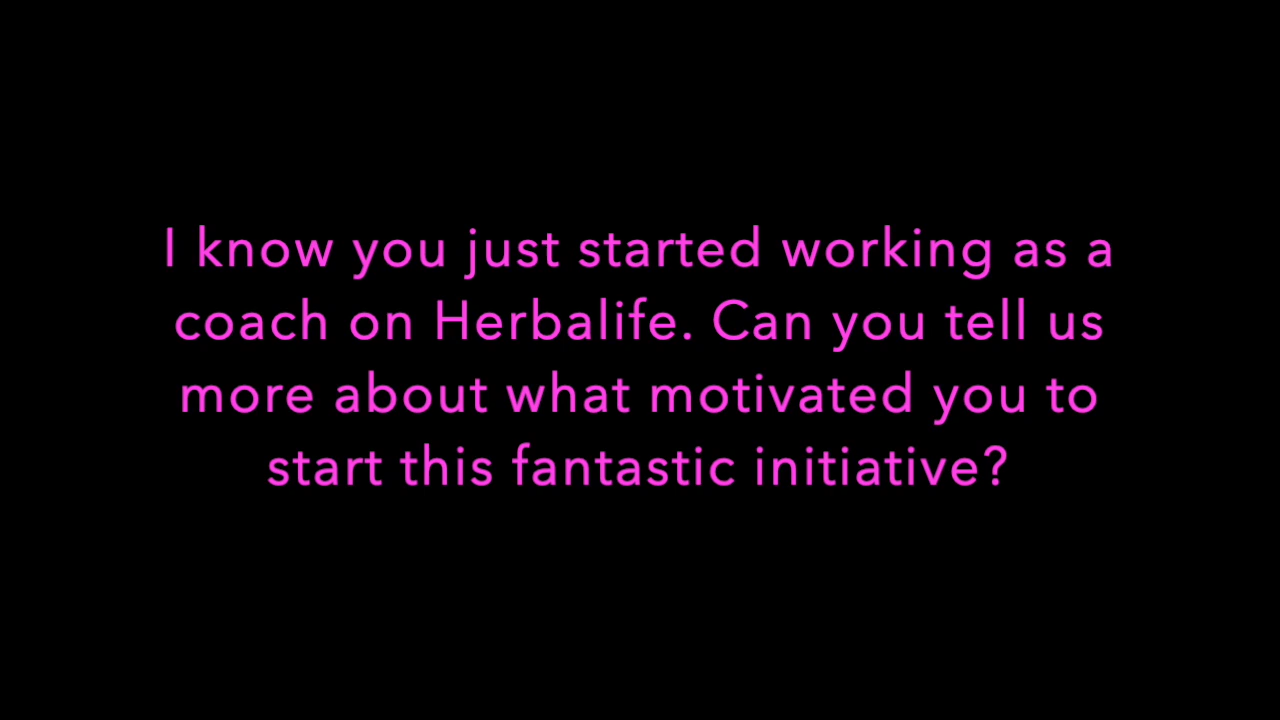 I know you just started working as a
coach on Herbalife. Can you tell us
more about what motivated you to
start this fantastic initiative?